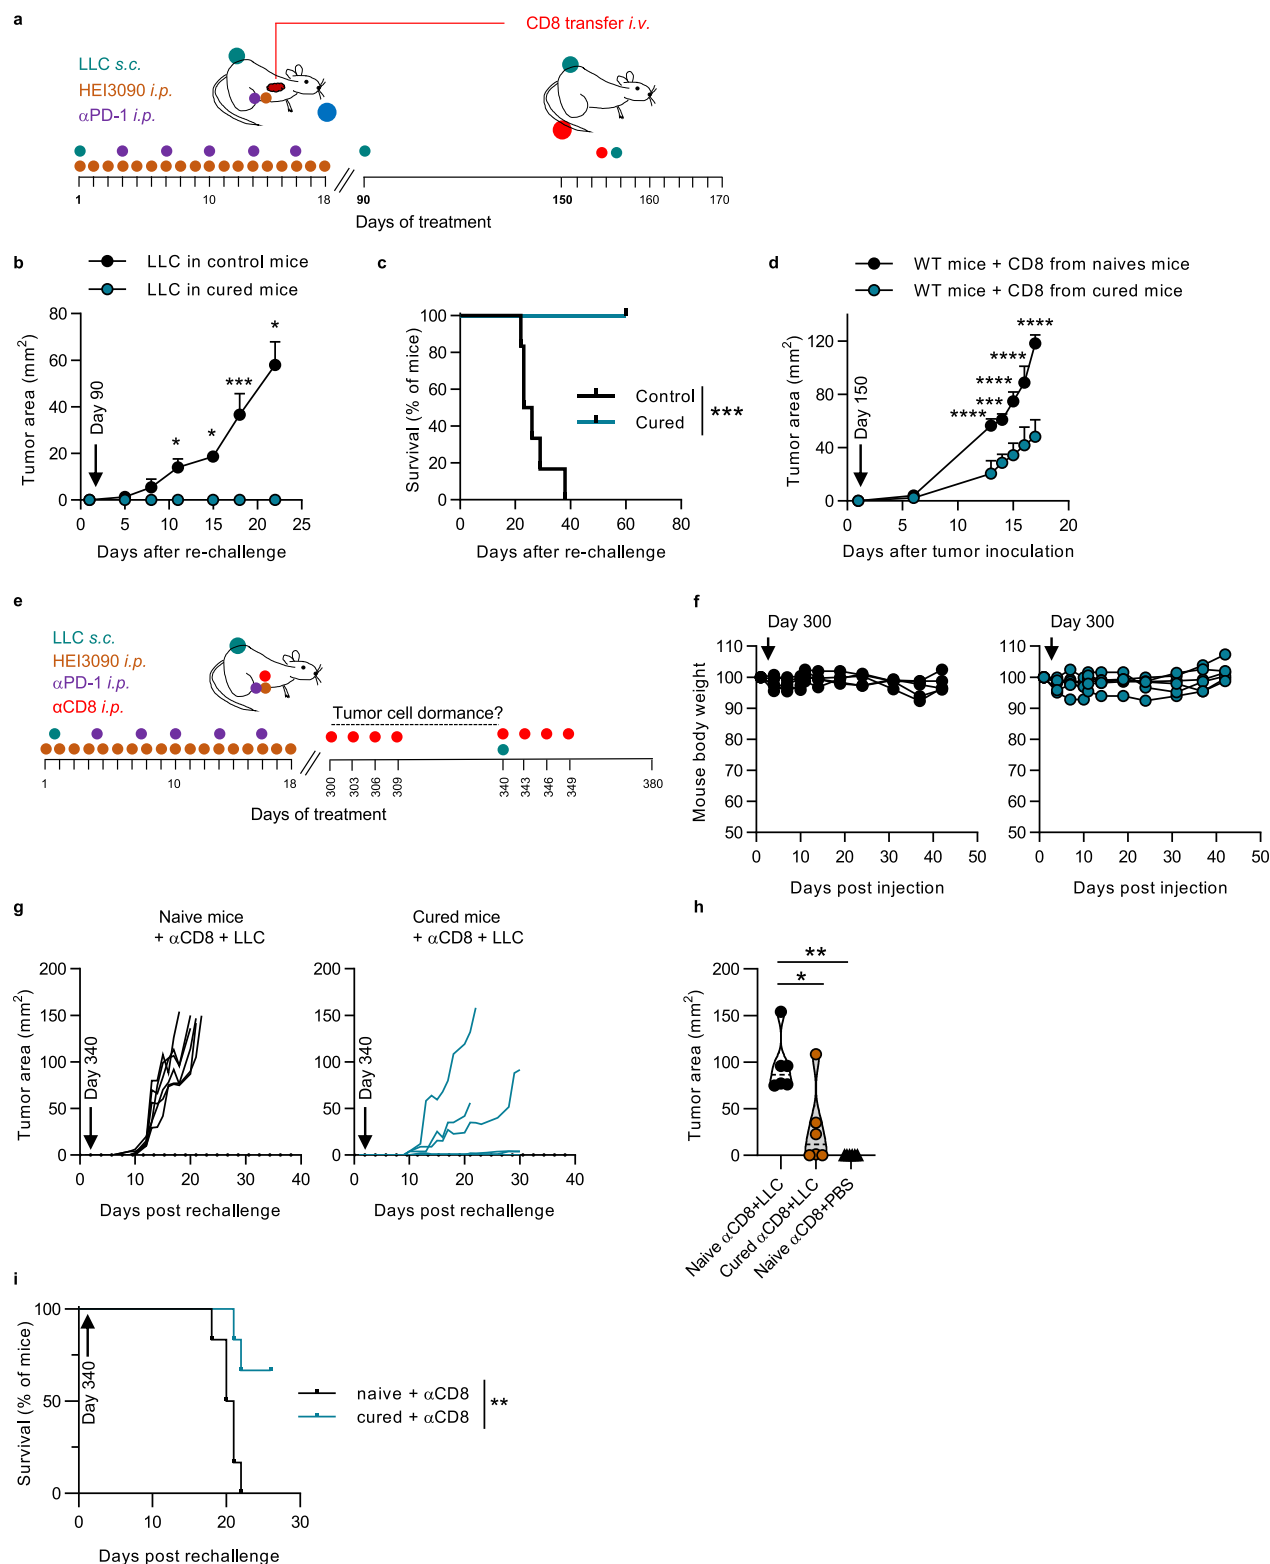 a
CD8 transfer i.v.
LLC s.c.
HEI3090 i.p.
αPD-1 i.p.
1 10 18 90 150 160 170
Days of treatment
b
LLC in control mice
LLC in cured mice
Tumor area (mm²)
80
60
40
20
0
Day 90
*
*
***
*
0 5 10 15 20 25
Days after re-challenge
c
Survival (% of mice)
100
80
60
40
20
0
Control
Cured
***
0 20 40 60 80
Days after re-challenge
d
WT mice + CD8 from naives mice
WT mice + CD8 from cured mice
Tumor area (mm²)
120
80
40
0
Day 150
****
***
****
****
****
0 5 10 15 20
Days after tumor inoculation
e
LLC s.c.
HEI3090 i.p.
αPD-1 i.p.
αCD8 i.p.
Tumor cell dormance?
1 10 18 300 303 306 309 340 343 346 349 380
Days of treatment
f
Day 300
Mouse body weight
110
100
90
80
70
60
50
0 10 20 30 40 50
Days post injection
Day 300
110
100
90
80
70
60
50
0 10 20 30 40 50
Days post injection
g
Naive mice
+ αCD8 + LLC
Tumor area (mm²)
200
150
100
50
0
Day 340
0 10 20 30 40
Days post rechallenge
Cured mice
+ αCD8 + LLC
200
150
100
50
0
Day 340
0 10 20 30 40
Days post rechallenge
h
**
*
Tumor area (mm²)
200
150
100
50
0
Naive αCD8+LLC
Cured αCD8+LLC
Naive αCD8+PBS
i
Survival (% of mice)
100
50
0
Day 340
naive + αCD8
cured + αCD8
**
0 10 20 30
Days post rechallenge